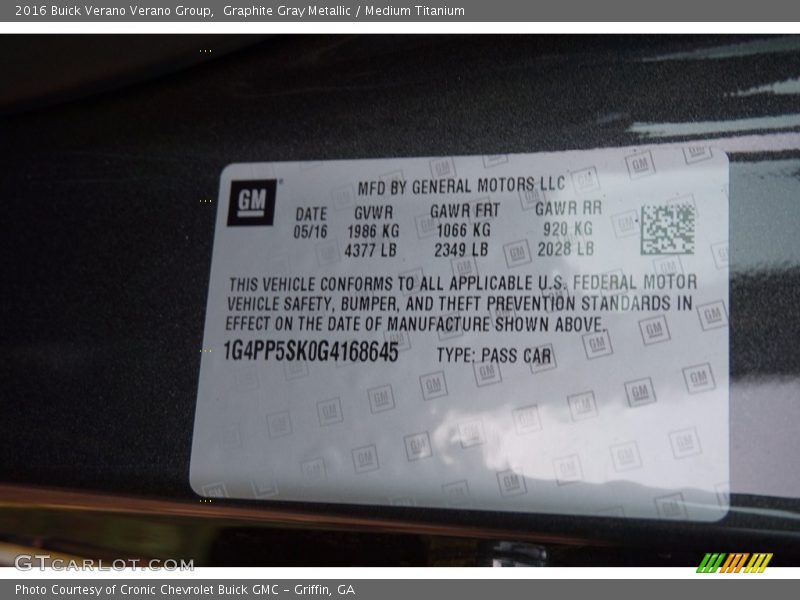 2016 Buick Verano Verano Group,  Graphite Gray Metallic / Medium Titanium
GM
MFD BY GENERAL MOTORS LLC
DATE GVWR GAWR FRT GAWR RR
05/16 1986 KG 1066 KG 920 KG
4377 LB 2349 LB 2028 LB
THIS VEHICLE CONFORMS TO ALL APPLICABLE U.S. FEDERAL MOTOR
VEHICLE SAFETY, BUMPER, AND THEFT PREVENTION STANDARDS IN
EFFECT ON THE DATE OF MANUFACTURE SHOWN ABOVE.
1G4PP5SK0G4168645 TYPE: PASS CAR
GTCARLOT.COM
Photo Courtesy of Cronic Chevrolet Buick GMC – Griffin, GA